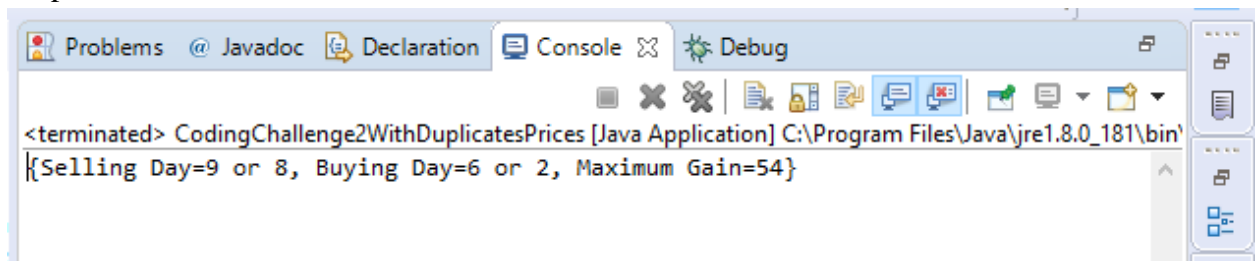 Problems @ Javadoc Declaration Console Debug
<terminated> CodingChallenge2WithDuplicatesPrices [Java Application] C:\Program Files\Java\jre1.8.0_181\bin\
{Selling Day=9 or 8, Buying Day=6 or 2, Maximum Gain=54}